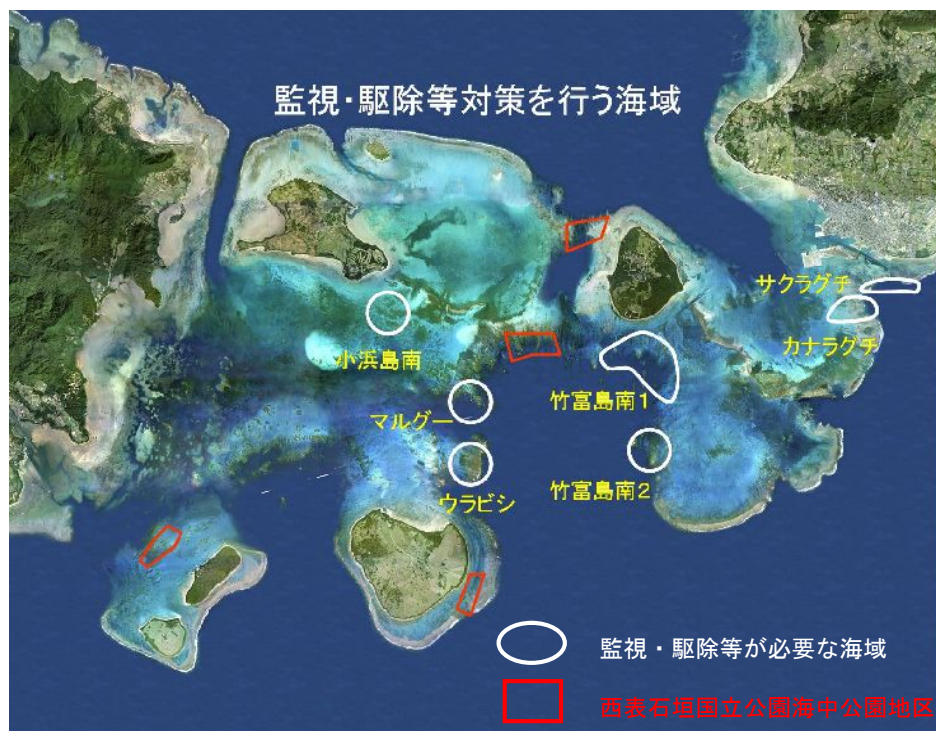 監視・駆除等対策を行う海域
サクラグチ
カナラグチ
小浜島南
竹富島南1
マルグー
竹富島南2
ウラビシ
監視・駆除等が必要な海域
西表石垣国立公園海中公園地区